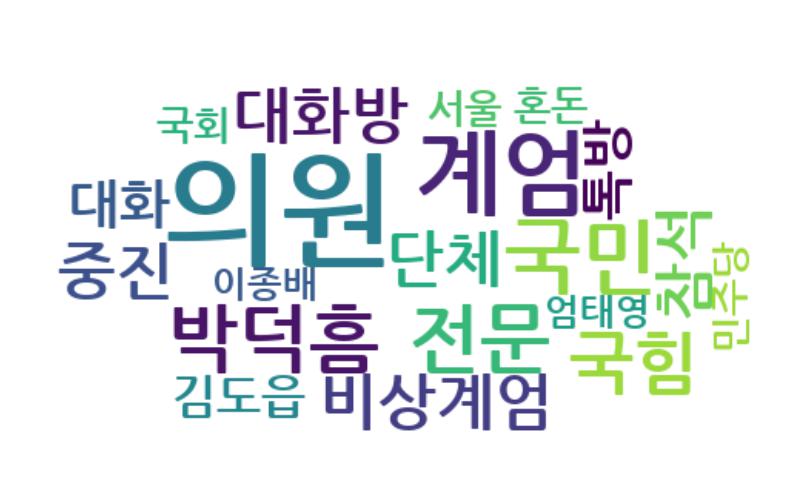 국회
대화방
서울
혼돈
대화
의원
계엄
톡방
중진
이종배
단체
국민
참석
민주당
박덕흠
전문
엄태영
국힘
김도읍
비상계엄